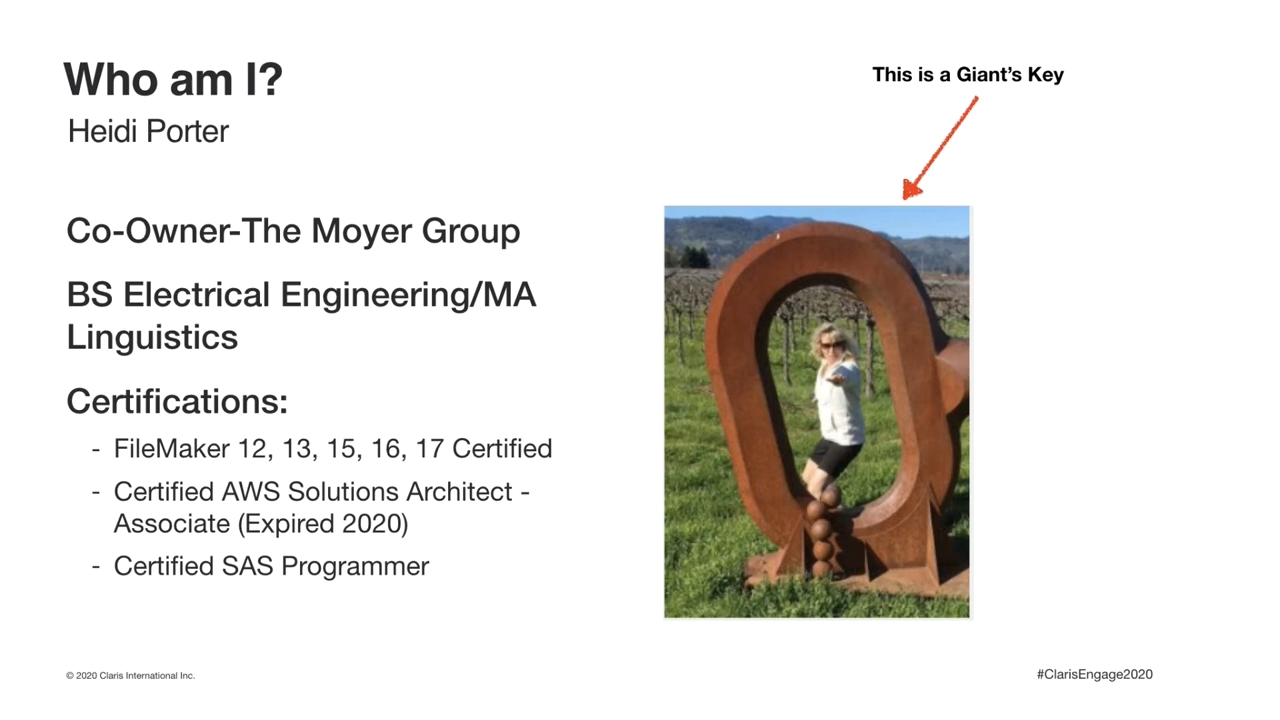 Who am I?
Heidi Porter
This is a Giant’s Key
Co-Owner-The Moyer Group
BS Electrical Engineering/MA
Linguistics
Certifications:
- FileMaker 12, 13, 15, 16, 17 Certified
- Certified AWS Solutions Architect -
Associate (Expired 2020)
- Certified SAS Programmer
© 2020 Claris International Inc.
#ClarisEngage2020